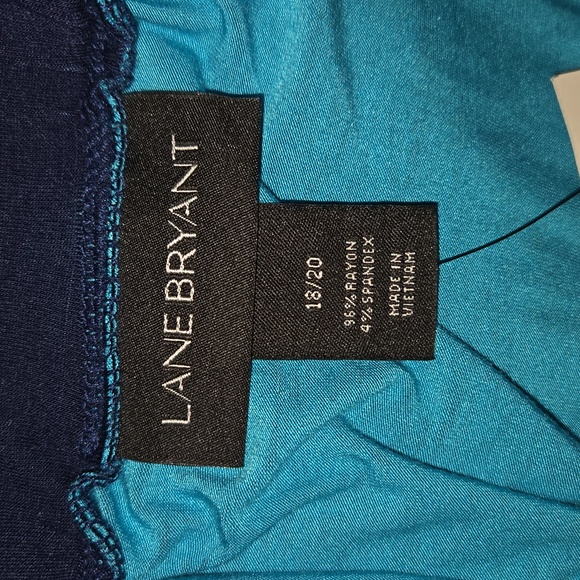 LANE BRYANT
18/20
96% RAYON
4% SPANDEX
MADE IN
VIETNAM